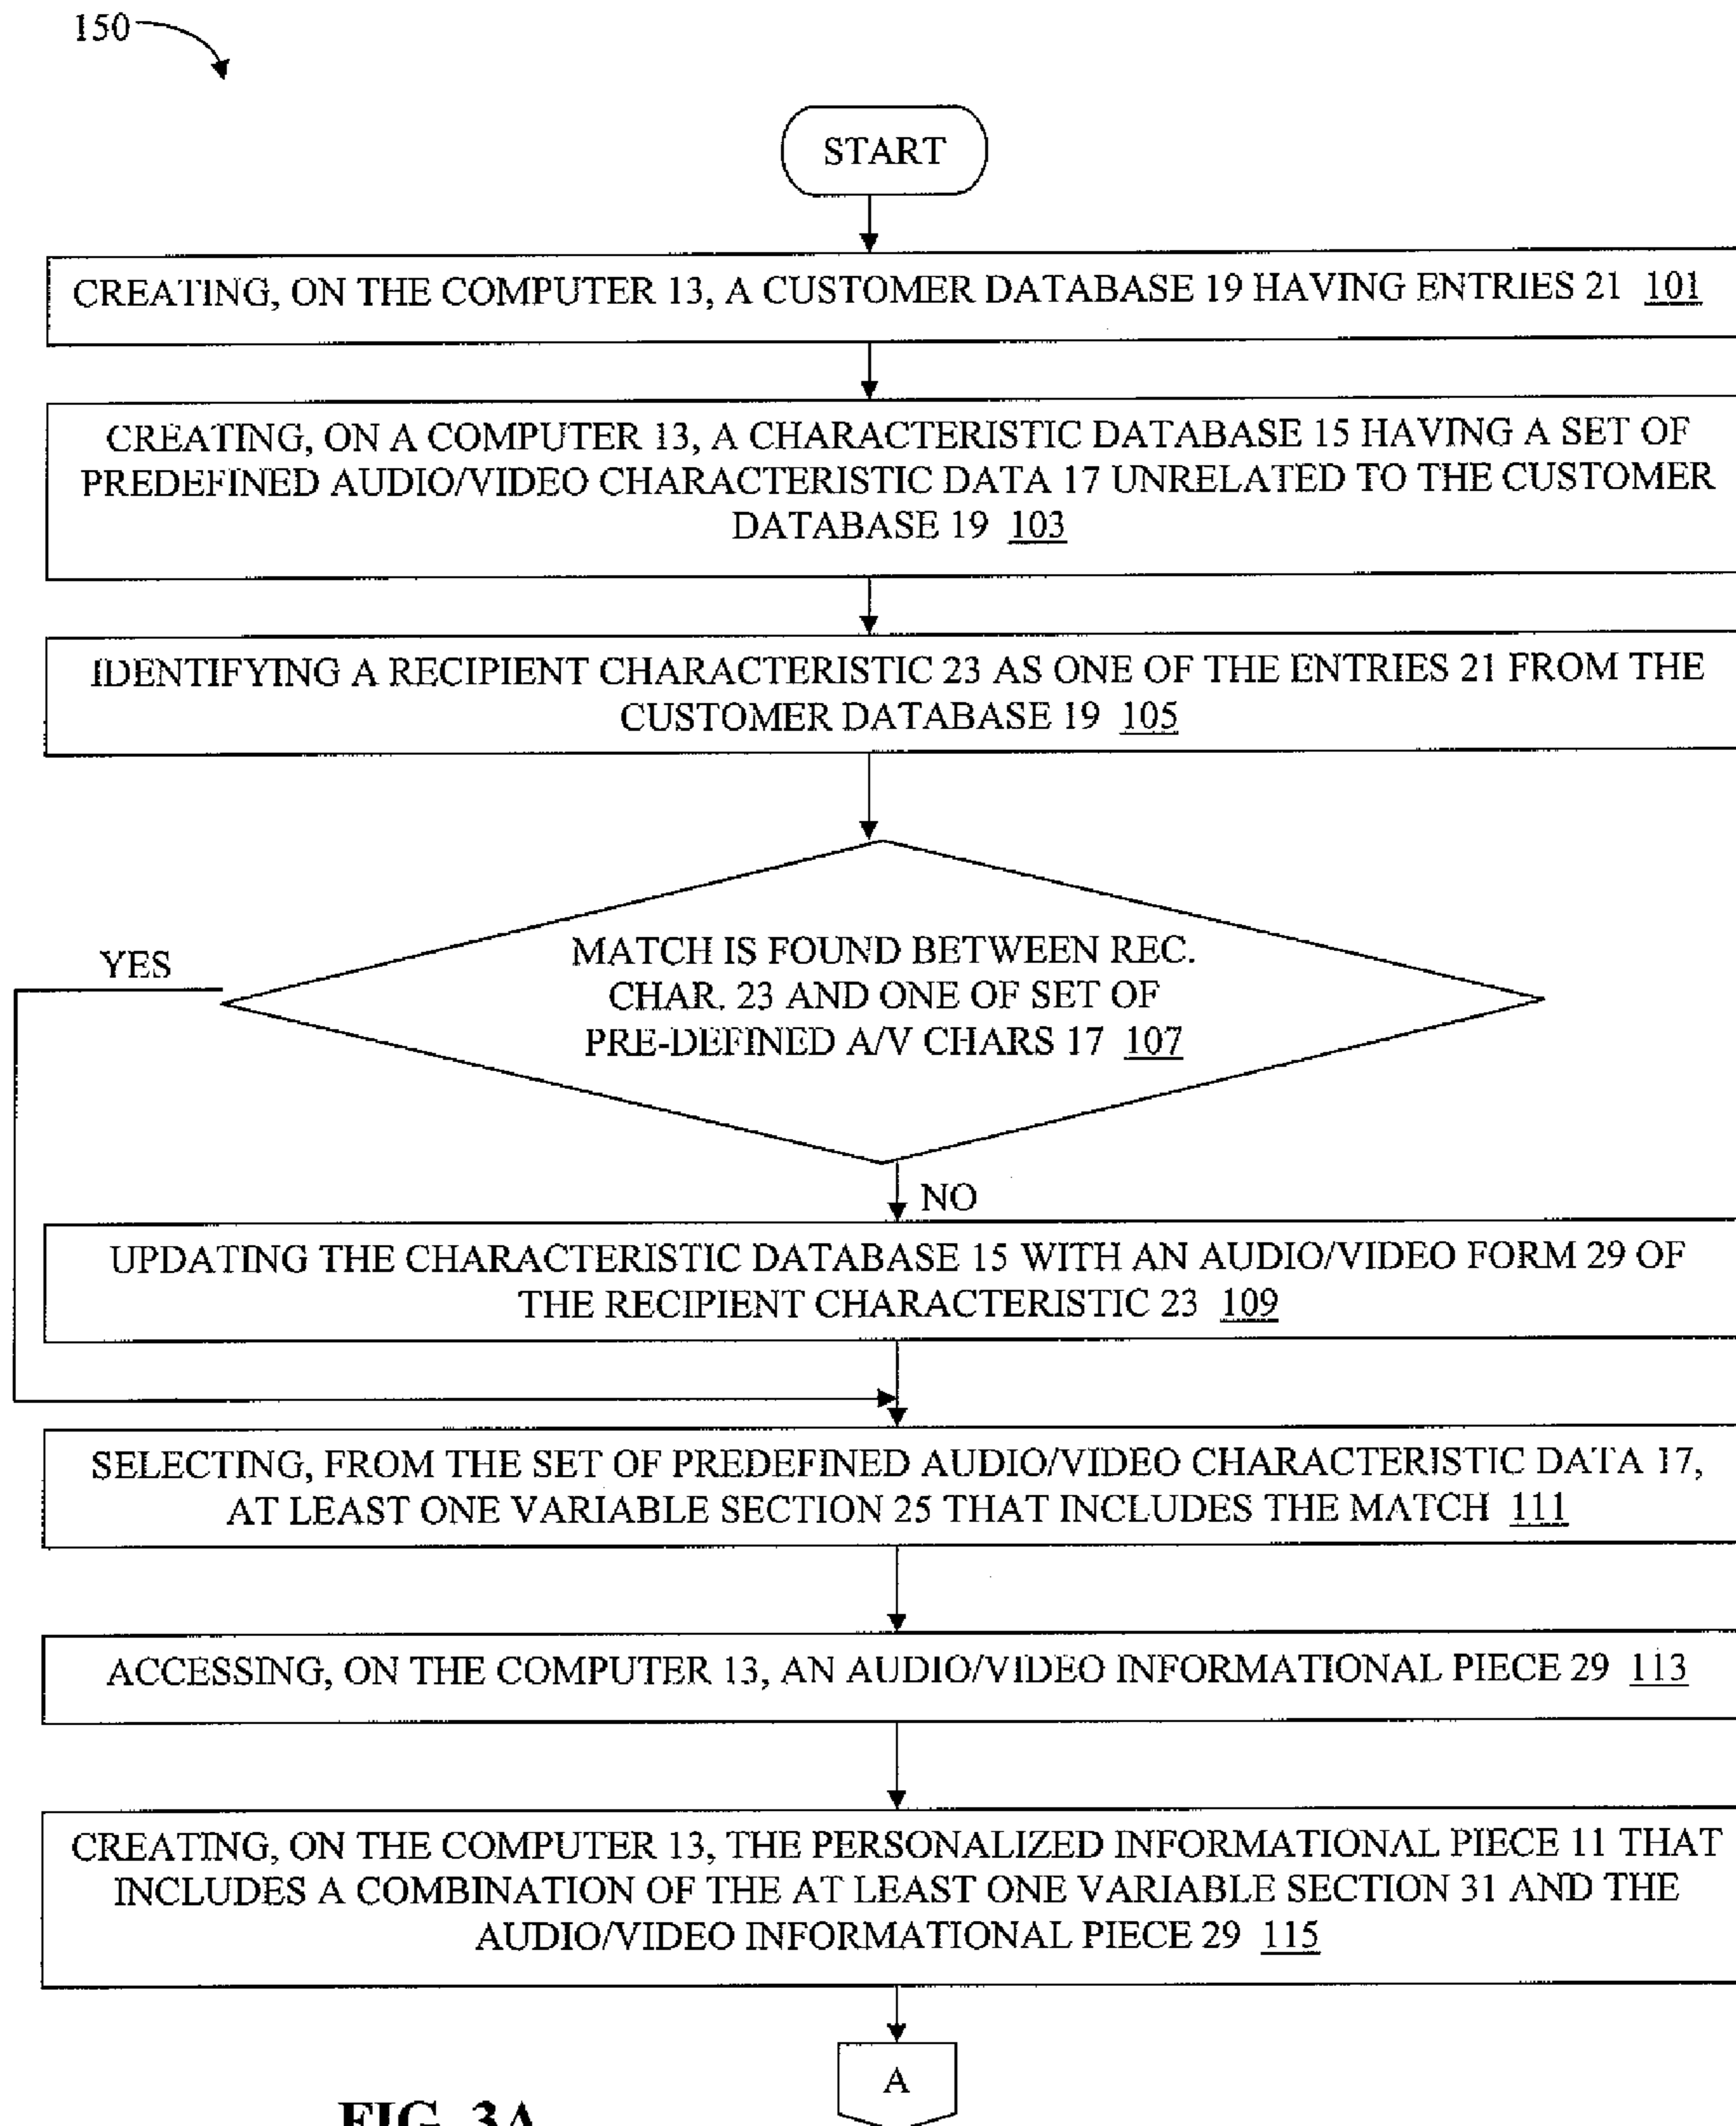 150
START
CREATING, ON THE COMPUTER 13, A CUSTOMER DATABASE 19 HAVING ENTRIES 21 101
CREATING, ON A COMPUTER 13, A CHARACTERISTIC DATABASE 15 HAVING A SET OF
PREDEFINED AUDIO/VIDEO CHARACTERISTIC DATA 17 UNRELATED TO THE CUSTOMER
DATABASE 19 103
IDENTIFYING A RECIPIENT CHARACTERISTIC 23 AS ONE OF THE ENTRIES 21 FROM THE
CUSTOMER DATABASE 19 105
YES
MATCH IS FOUND BETWEEN REC.
CHAR. 23 AND ONE OF SET OF
PRE-DEFINED A/V CHARS 17 107
NO
UPDATING THE CHARACTERISTIC DATABASE 15 WITH AN AUDIO/VIDEO FORM 29 OF
THE RECIPIENT CHARACTERISTIC 23 109
SELECTING, FROM THE SET OF PREDEFINED AUDIO/VIDEO CHARACTERISTIC DATA 17,
AT LEAST ONE VARIABLE SECTION 25 THAT INCLUDES THE MATCH 111
ACCESSING, ON THE COMPUTER 13, AN AUDIO/VIDEO INFORMATIONAL PIECE 29 113
CREATING, ON THE COMPUTER 13, THE PERSONALIZED INFORMATIONAL PIECE 11 THAT
INCLUDES A COMBINATION OF THE AT LEAST ONE VARIABLE SECTION 31 AND THE
AUDIO/VIDEO INFORMATIONAL PIECE 29 115
A
FIG. 3A